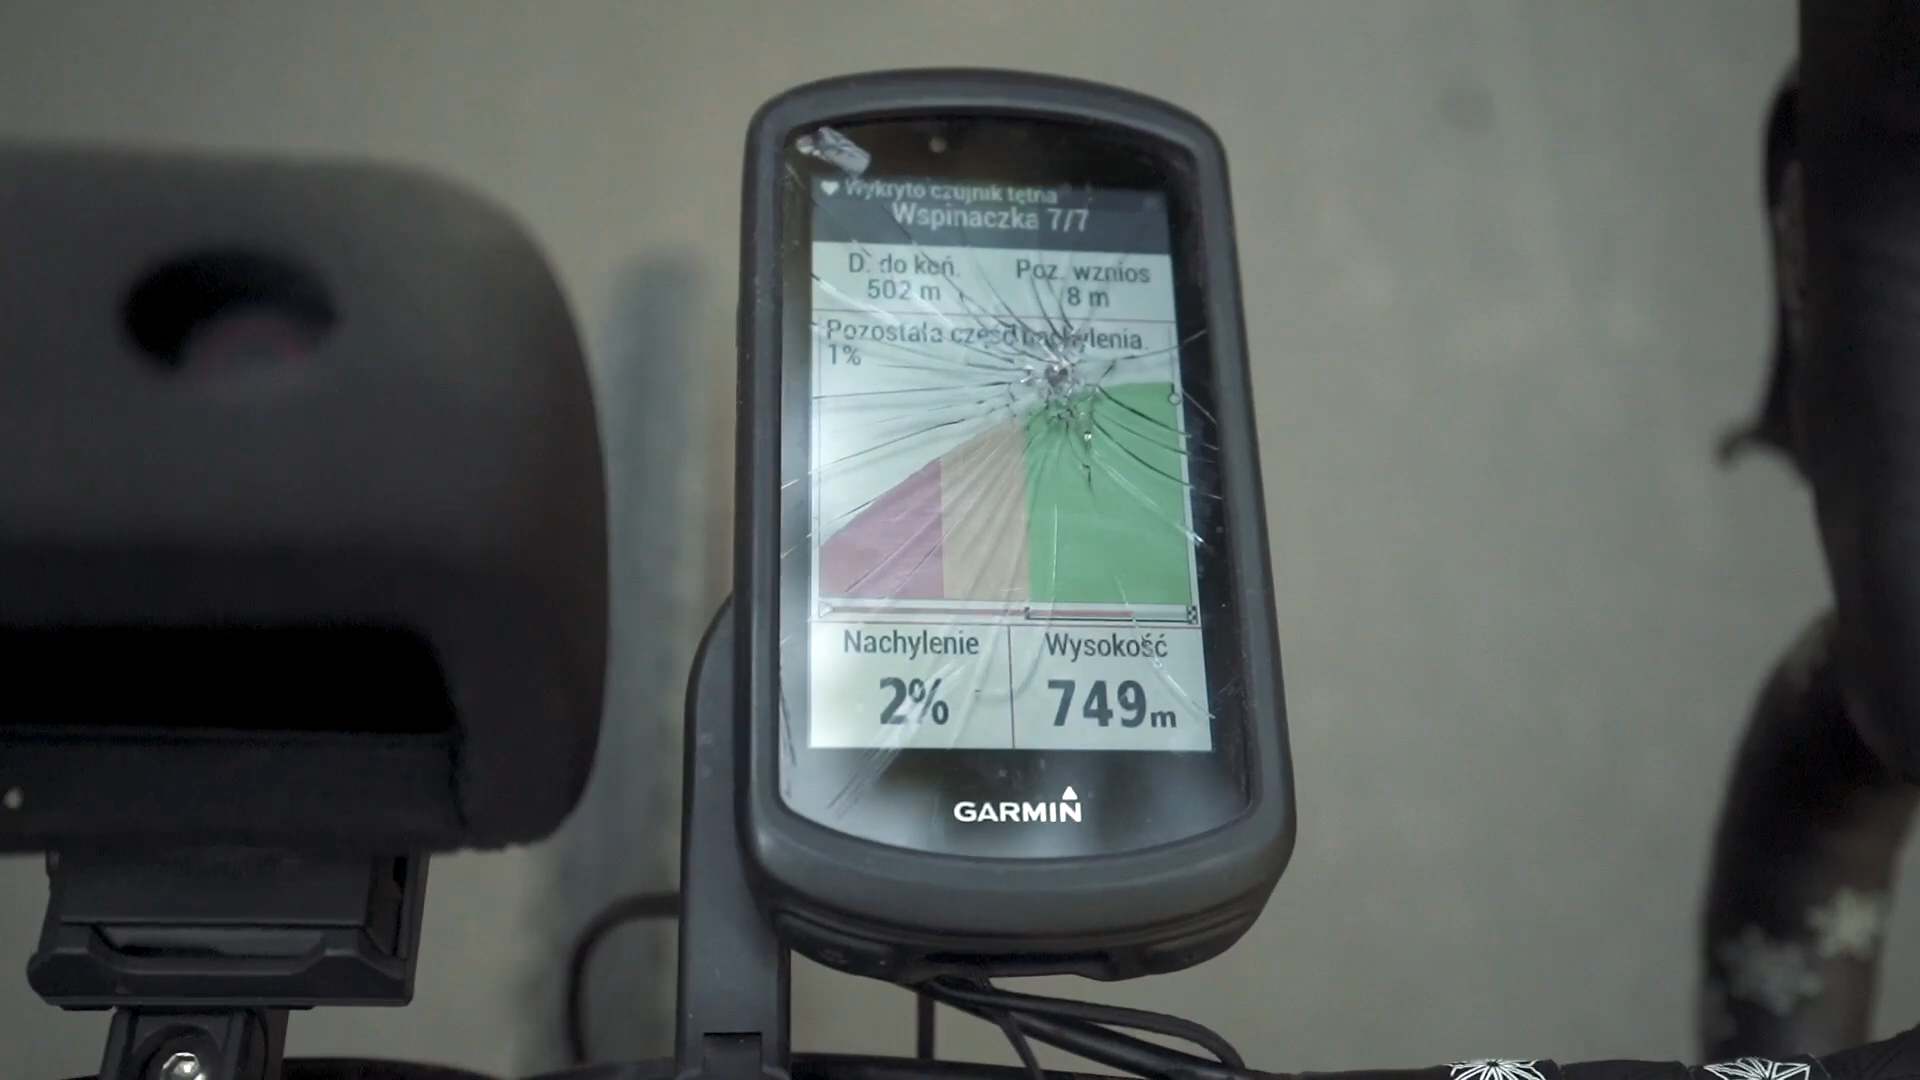 Wykryto czujnik tętna
Wspinaczka 7/7
D. do koń.
502 m
Poz. wznios
8 m
Pozostała część nachylenia
1%
Nachylenie
2%
Wysokość
749m
GARMIN